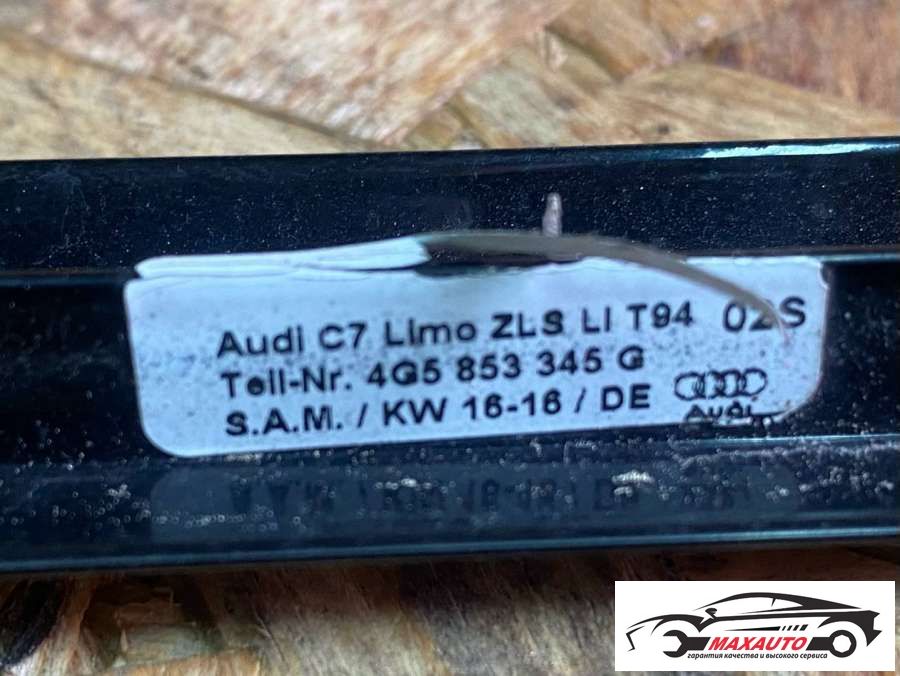 Audi C7 Limo ZLS LI T94 02S
Teil-Nr. 4G5 853 345 G
S.A.M. / KW 16-16 / DE
Audi
MAXAUTO
гарантия качества и высокого сервиса